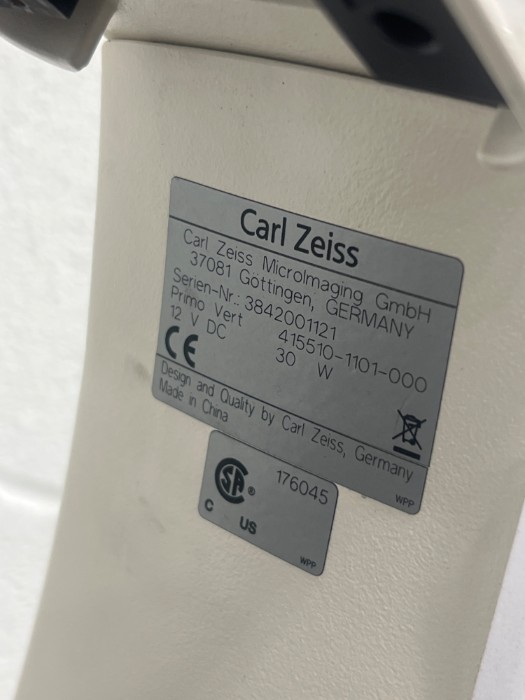 Carl Zeiss
Carl Zeiss MicroImaging GmbH
37081 Göttingen, GERMANY
Serien-Nr.: 3842001121
Primo Vert 415510-1101-000
12 V DC 30 W
CE
Design and Quality by Carl Zeiss, Germany
Made in China
WPP
SA ® 176045
C US
WPP